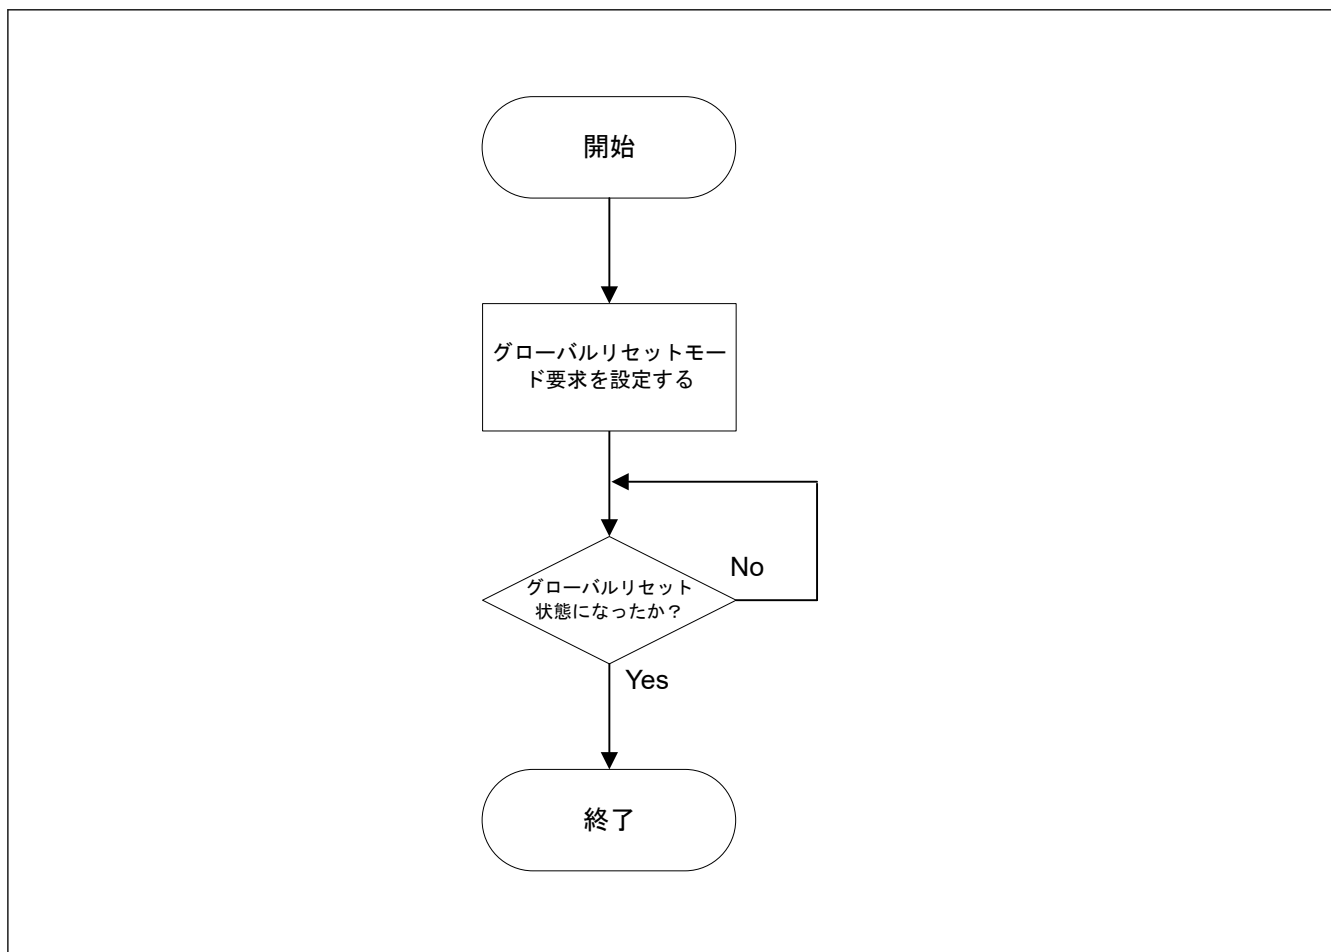 開始
グローバルリセットモー
ド要求を設定する
No
グローバルリセット
状態になったか？
Yes
終了